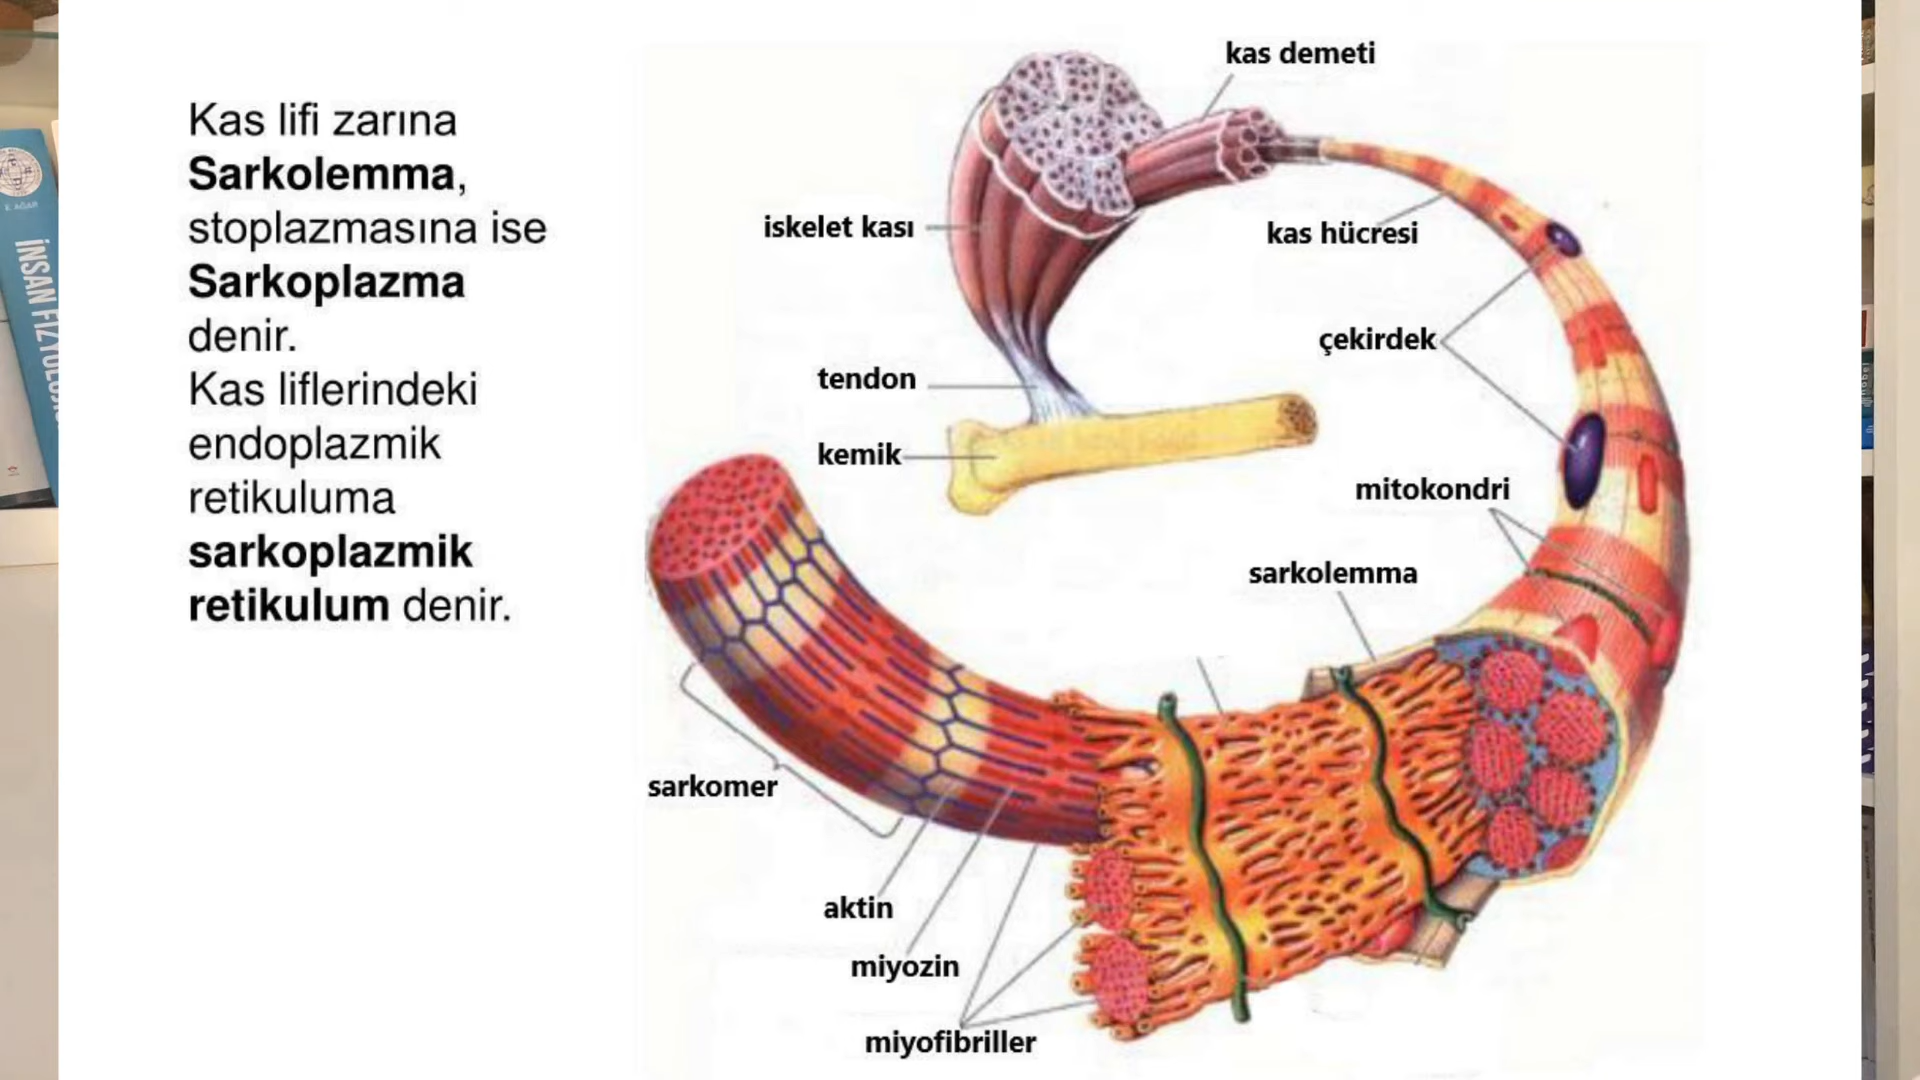 Kas lifi zarına
Sarkolemma,
stoplazmasına ise
Sarkoplazma
denir.
Kas liflerindeki
endoplazmik
retikuluma
sarkoplazmik
retikulum denir.
kas demeti
iskelet kası
kas hücresi
çekirdek
tendon
kemik
mitokondri
sarkolemma
sarkomer
aktin
miyozin
miyofibriller
E. AĞAR
İNSAN FİZYOLOJİSİ